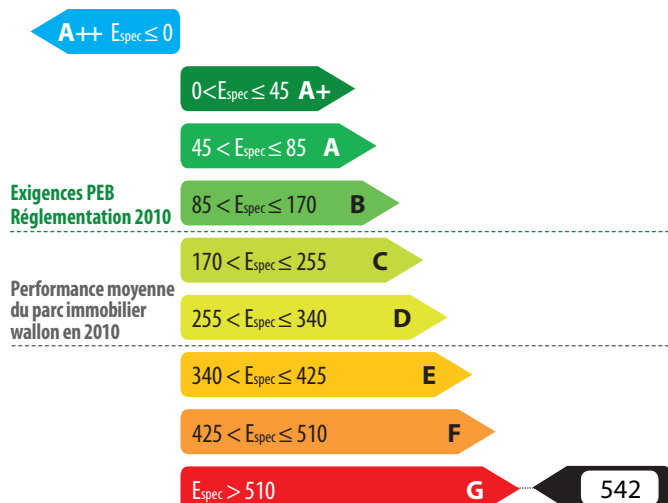 A++ Espec ≤ 0
0<Espec ≤ 45 A+
45 < Espec ≤ 85 A
Exigences PEB
Réglementation 2010
85 < Espec ≤ 170 B
170 < Espec ≤ 255 C
Performance moyenne
du parc immobilier
wallon en 2010
255 < Espec ≤ 340 D
340 < Espec ≤ 425 E
425 < Espec ≤ 510 F
Espec > 510 G 542